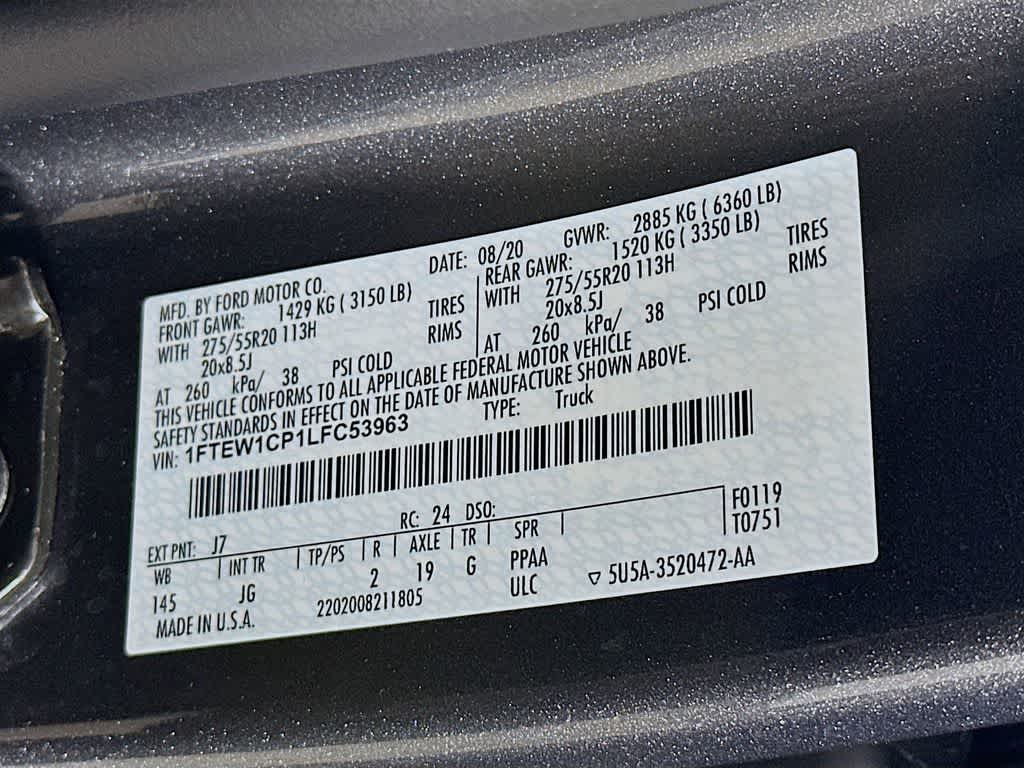 MFD. BY FORD MOTOR CO. DATE: 08/20 GVWR: 2885 KG ( 6360 LB)
FRONT GAWR: 1429 KG ( 3150 LB) REAR GAWR: 1520 KG ( 3350 LB)
WITH 275/55R20 113H TIRES WITH 275/55R20 113H TIRES
20x8.5J RIMS 20x8.5J RIMS
AT 260 kPa/ 38 PSI COLD AT 260 kPa/ 38 PSI COLD
THIS VEHICLE CONFORMS TO ALL APPLICABLE FEDERAL MOTOR VEHICLE
SAFETY STANDARDS IN EFFECT ON THE DATE OF MANUFACTURE SHOWN ABOVE.
VIN: 1FTEW1CP1LFC53963 TYPE: Truck
EXT PNT: J7 RC: 24 DSO: F0119
WB INT TR TP/PS R AXLE TR SPR T0751
145 JG 2 19 G PPAA
MADE IN U.S.A. 2202008211805 ULC 5U5A-3520472-AA